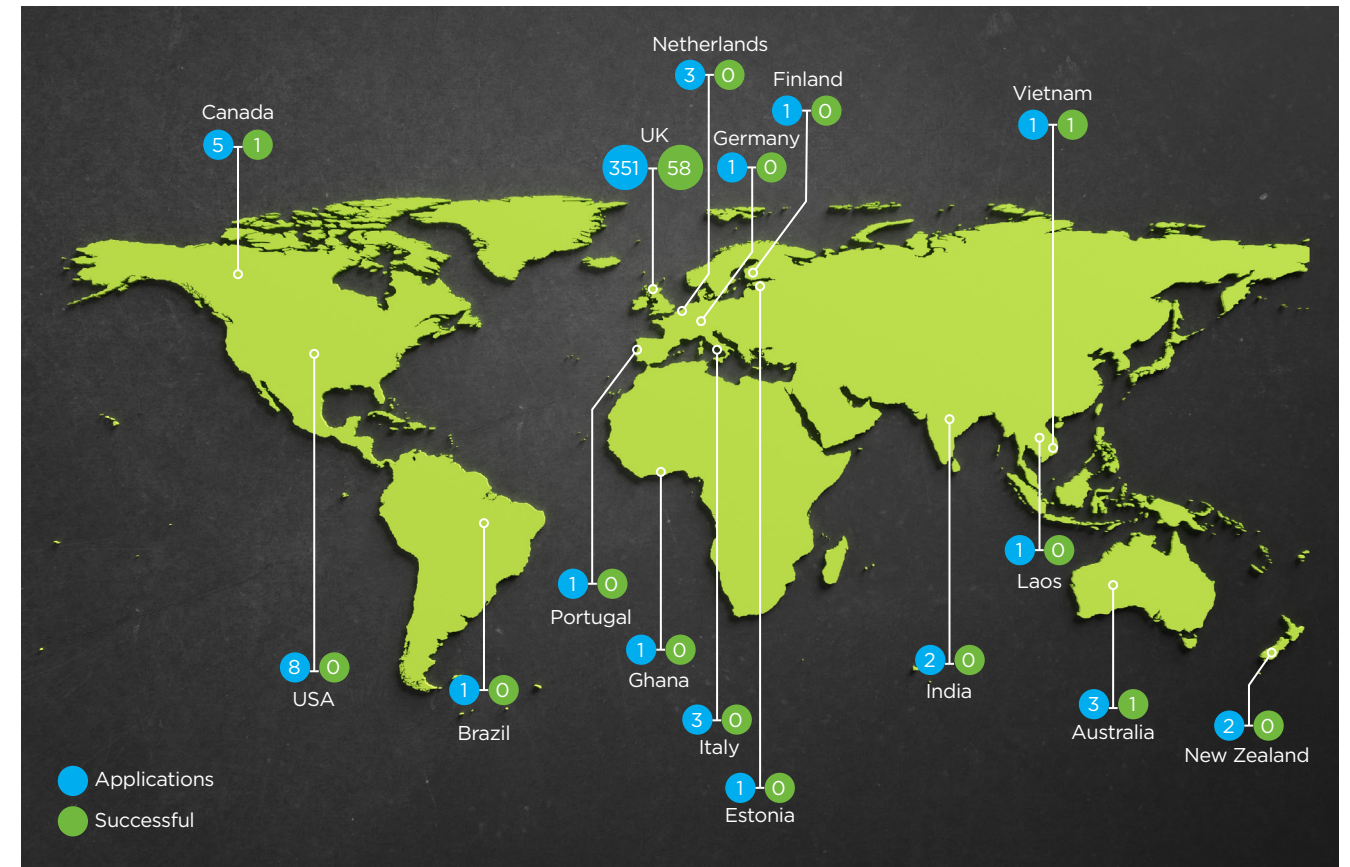 Netherlands
3 0
Finland
1 0
Canada
5 1
UK
351 58
Germany
1 0
Vietnam
1 1
1 0
Portugal
1 0
Ghana
8 0
USA
1 0
Brazil
3 0
Italy
1 0
Estonia
2 0
India
1 0
Laos
3 1
Australia
2 0
New Zealand
Applications
Successful